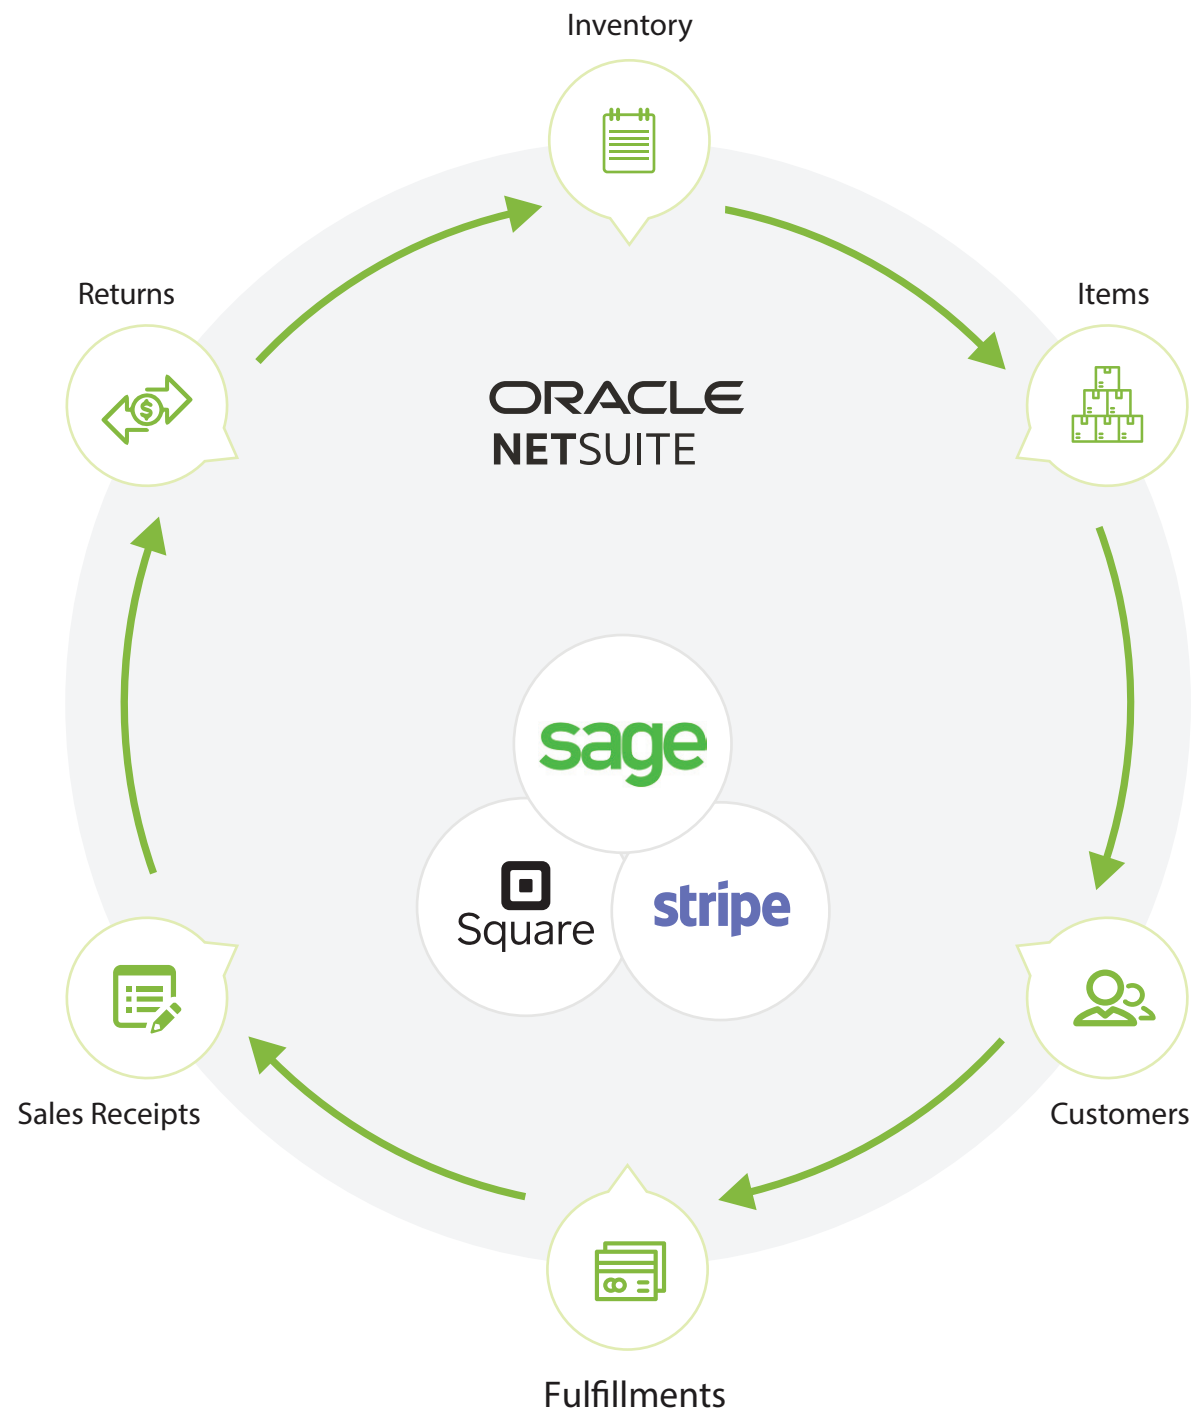 Inventory
Returns
Items
ORACLE
NETSUITE
sage
Square
stripe
Sales Receipts
Customers
Fulfillments